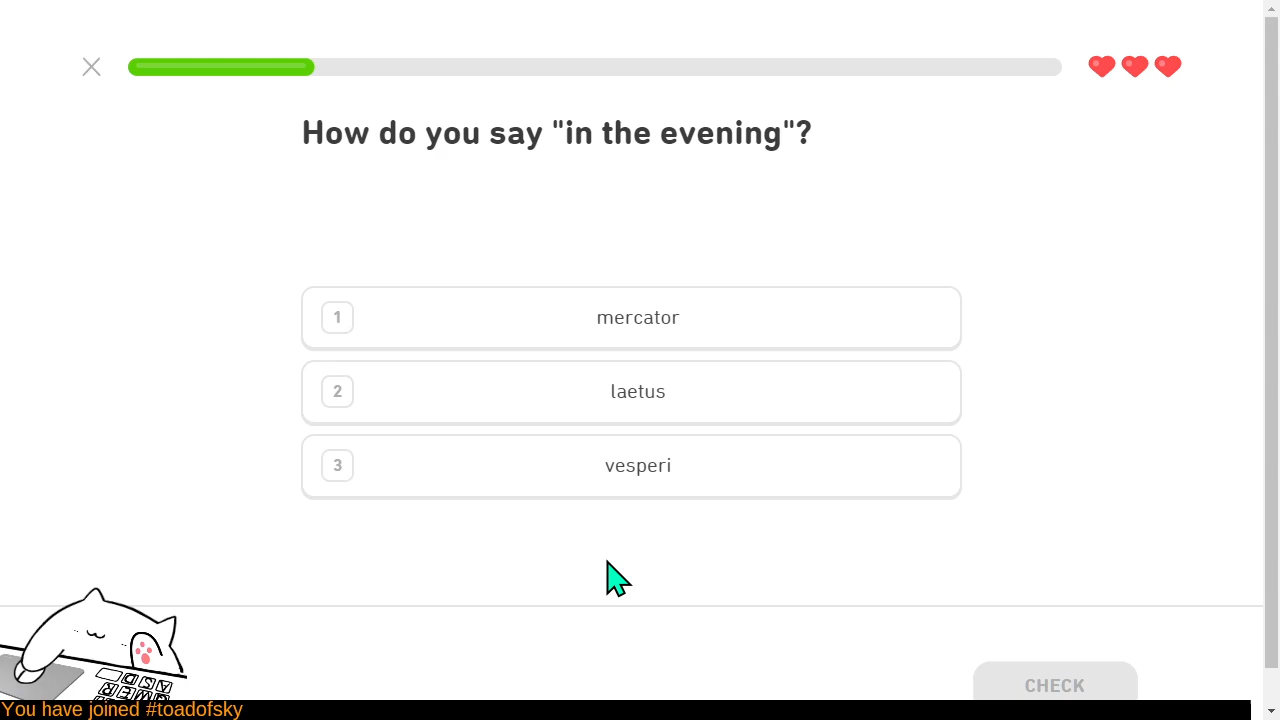 How do you say "in the evening"?
1 mercator
2 laetus
3 vesperi
CHECK
You have joined #toadofsky